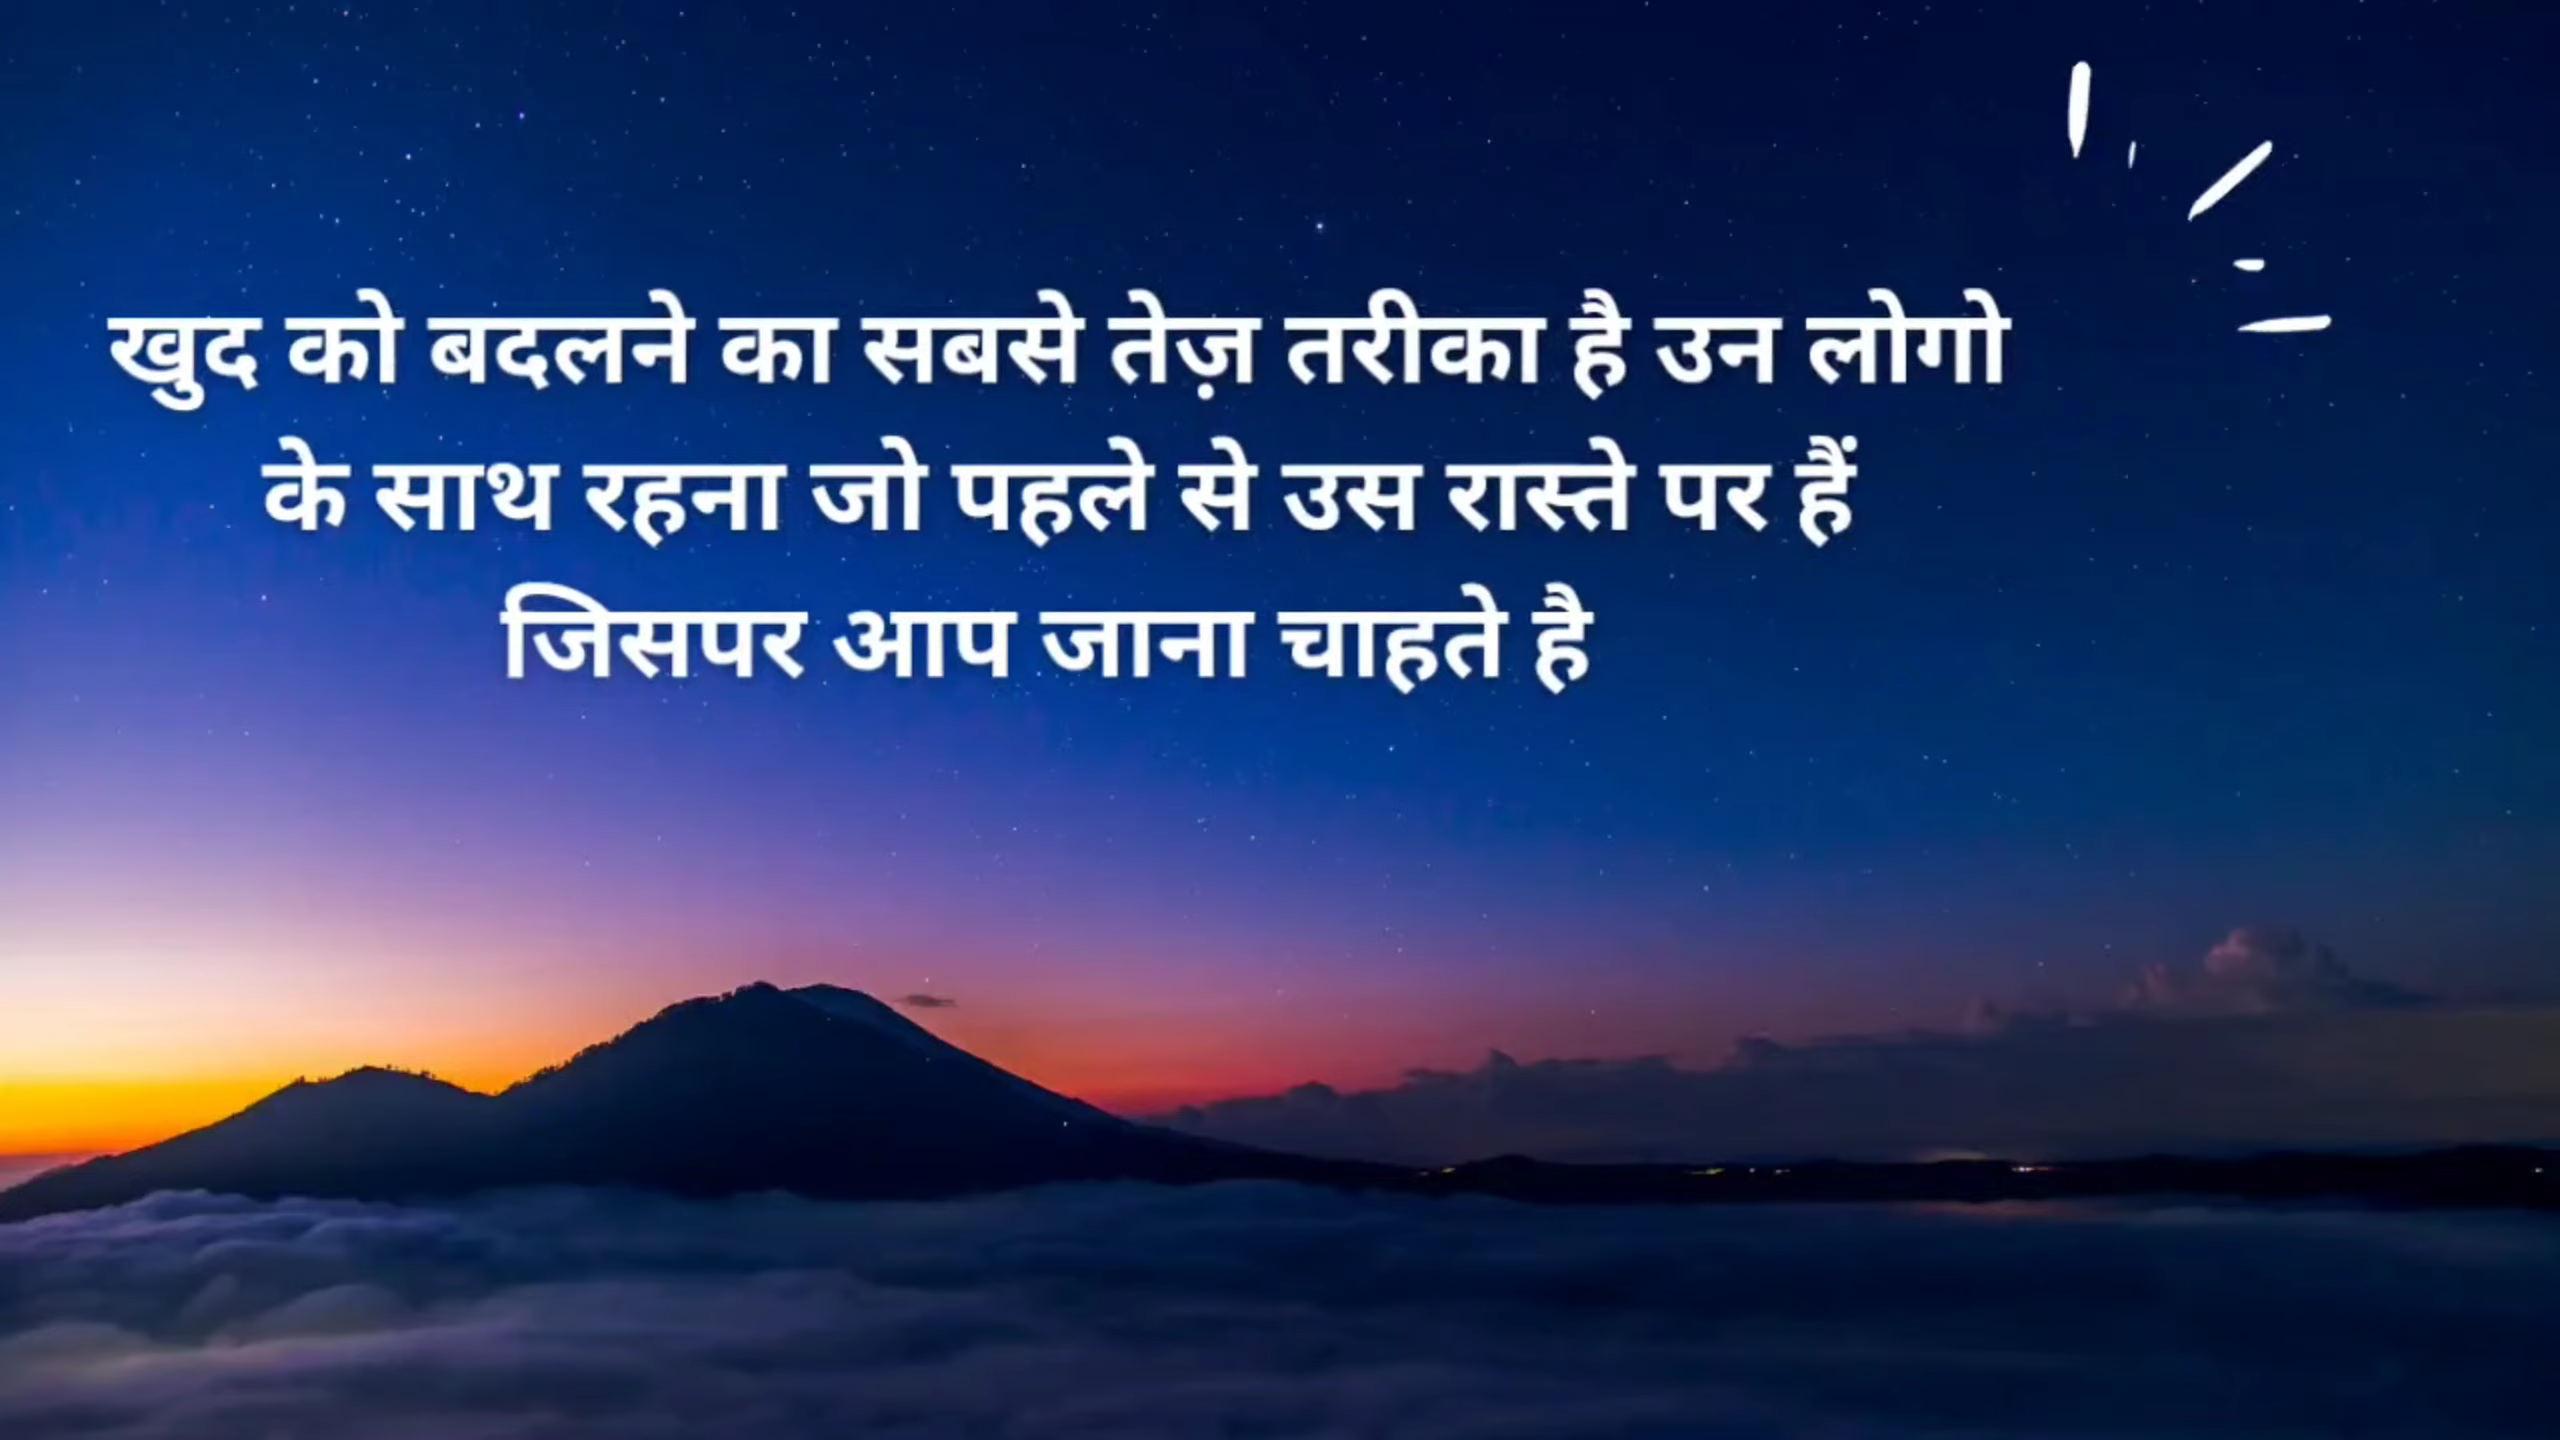 खुद को बदलने का सबसे तेज़ तरीका है उन लोगो
के साथ रहना जो पहले से उस रास्ते पर हैं
जिसपर आप जाना चाहते है